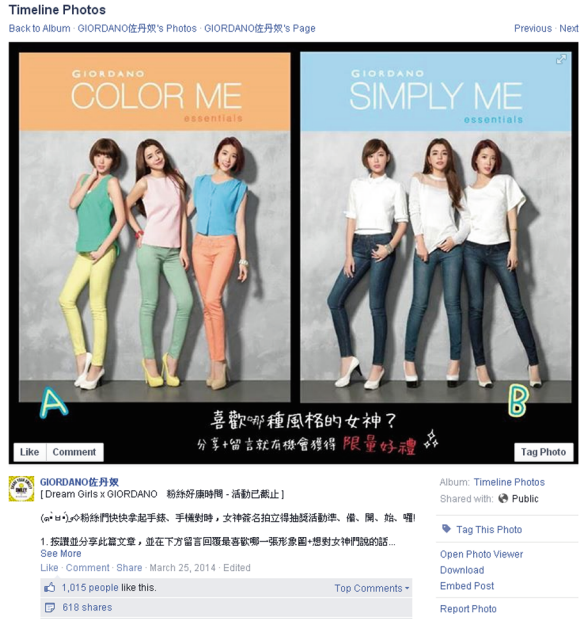 Timeline Photos
Back to Album · GIORDANO佐丹奴's Photos · GIORDANO佐丹奴's Page
Previous · Next
GIORDANO
COLOR ME
essentials
GIORDANO
SIMPLY ME
essentials
A
B
喜歡哪種風格的女神？
分享+留言就有機會獲得 限量好禮
Like Comment
Tag Photo
GIORDANO佐丹奴
[ Dream Girls x GIORDANO 粉絲好康時間 - 活動已截止 ]
粉絲們快快拿起手錶、手機對時，女神簽名拍立得抽獎活動準、備、開、始、囉!
1. 按讚並分享此篇文章，並在下方留言回覆最喜歡哪一張形象圖+想對女神們說的話...
See More
Like · Comment · Share · March 25, 2014 · Edited
1,015 people like this.
Top Comments
618 shares
Album: Timeline Photos
Shared with: Public
Tag This Photo
Open Photo Viewer
Download
Embed Post
Report Photo